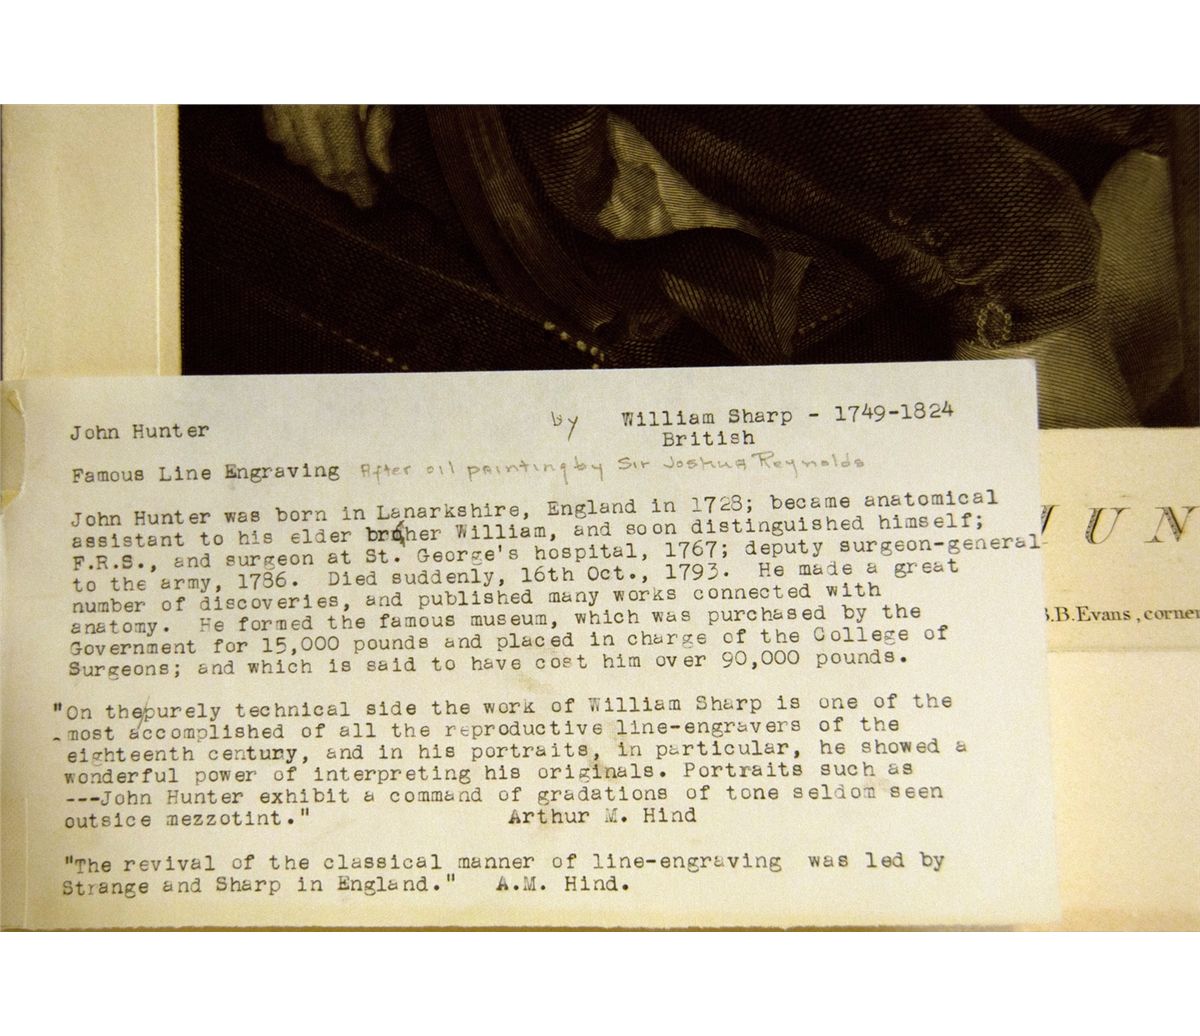 John Hunter by William Sharp - 1749-1824
British
Famous Line Engraving After oil painting by Sir Joshua Reynolds
John Hunter was born in Lanarkshire, England in 1728; became anatomical
assistant to his elder brother William, and soon distinguished himself;
F.R.S., and surgeon at St. George's hospital, 1767; deputy surgeon-general
to the army, 1786. Died suddenly, 16th Oct., 1793. He made a great
number of discoveries, and published many works connected with
anatomy. He formed the famous museum, which was purchased by the
Government for 15,000 pounds and placed in charge of the College of
Surgeons; and which is said to have cost him over 90,000 pounds.
"On the/purely technical side the work of William Sharp is one of the
most accomplished of all the reproductive line-engravers of the
eighteenth century, and in his portraits, in particular, he showed a
wonderful power of interpreting his originals. Portraits such as
---John Hunter exhibit a command of gradations of tone seldom seen
outsice mezzotint." Arthur M. Hind
"The revival of the classical manner of line-engraving was led by
Strange and Sharp in England." A.M. Hind.
UN
B.B.Evans, corner